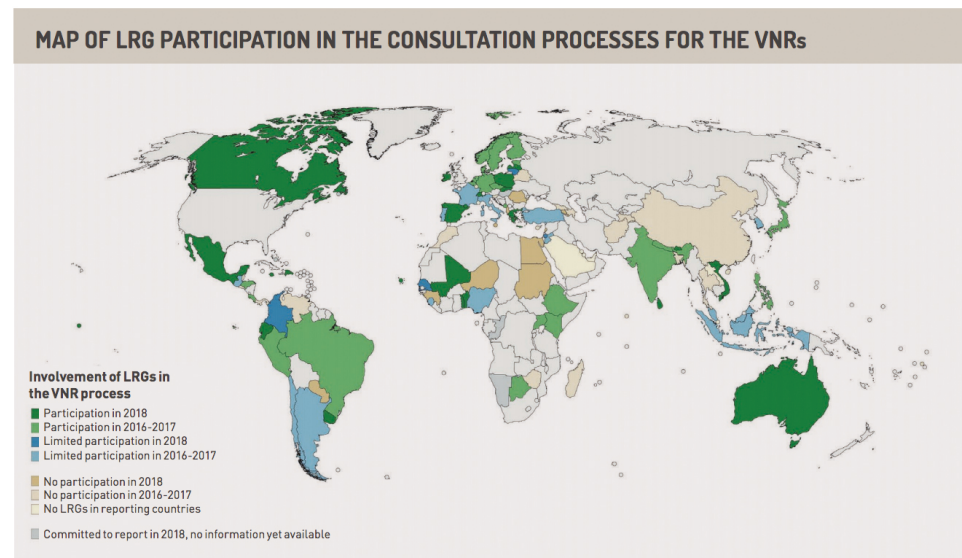 MAP OF LRG PARTICIPATION IN THE CONSULTATION PROCESSES FOR THE VNRs
Involvement of LRGs in
the VNR process
Participation in 2018
Participation in 2016-2017
Limited participation in 2018
Limited participation in 2016-2017
No participation in 2018
No participation in 2016-2017
No LRGs in reporting countries
Committed to report in 2018, no information yet available